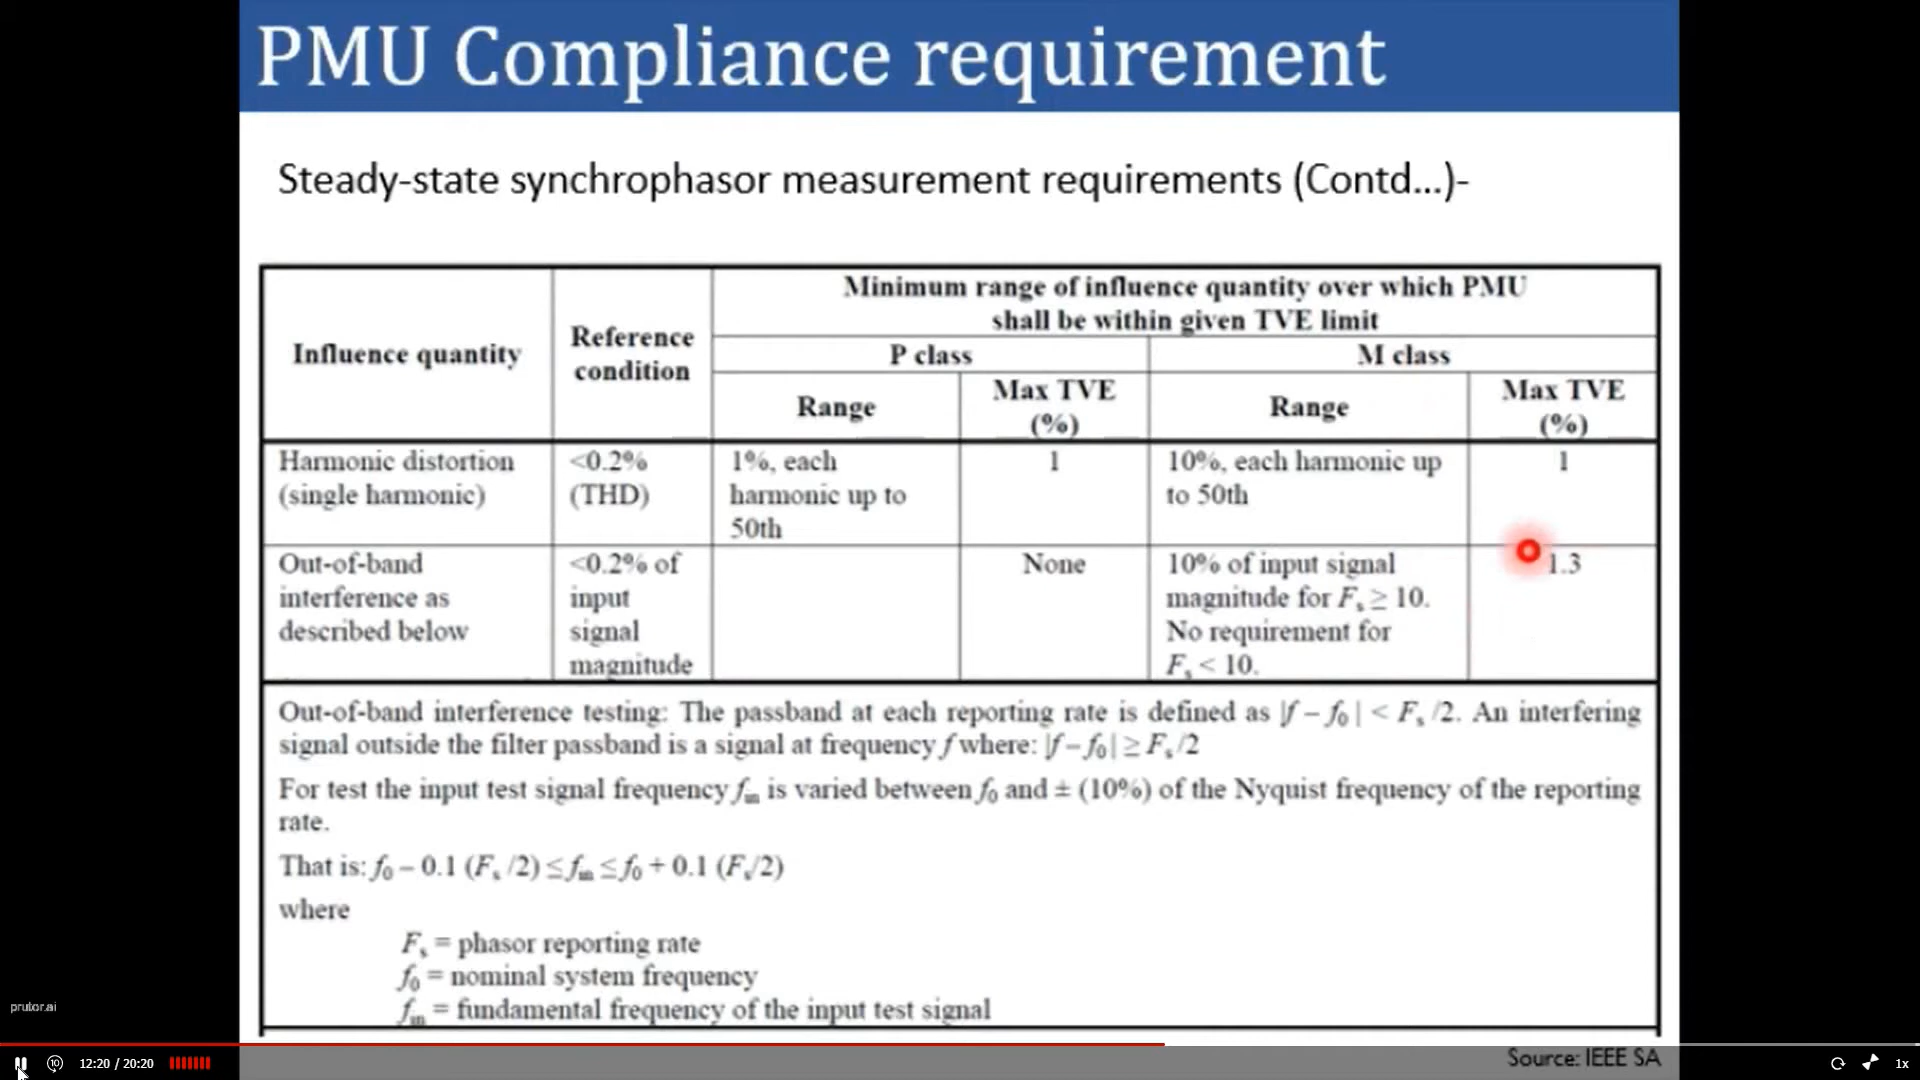 PMU Compliance requirement
Steady-state synchrophasor measurement requirements (Contd...)-
Influence quantity
Reference
condition
Minimum range of influence quantity over which PMU
shall be within given TVE limit
P class
M class
Range
Max TVE
(%)
Range
Max TVE
(%)
Harmonic distortion
(single harmonic)
<0.2%
(THD)
1%, each
harmonic up to
50th
1
10%, each harmonic up
to 50th
1
Out-of-band
interference as
described below
<0.2% of
input
signal
magnitude
None
10% of input signal
magnitude for Fs ≥ 10.
No requirement for
Fs < 10.
1.3
Out-of-band interference testing: The passband at each reporting rate is defined as |f – f0| < Fs /2. An interfering
signal outside the filter passband is a signal at frequency f where: |f – f0| ≥ Fs /2
For test the input test signal frequency fin is varied between f0 and ± (10%) of the Nyquist frequency of the reporting
rate.
That is: f0 – 0.1 (Fs /2) ≤ fin ≤ f0 + 0.1 (Fs/2)
where
Fs = phasor reporting rate
f0 = nominal system frequency
fin = fundamental frequency of the input test signal
prutor.ai
10
12:20 / 20:20
Source: IEEE SA
1x